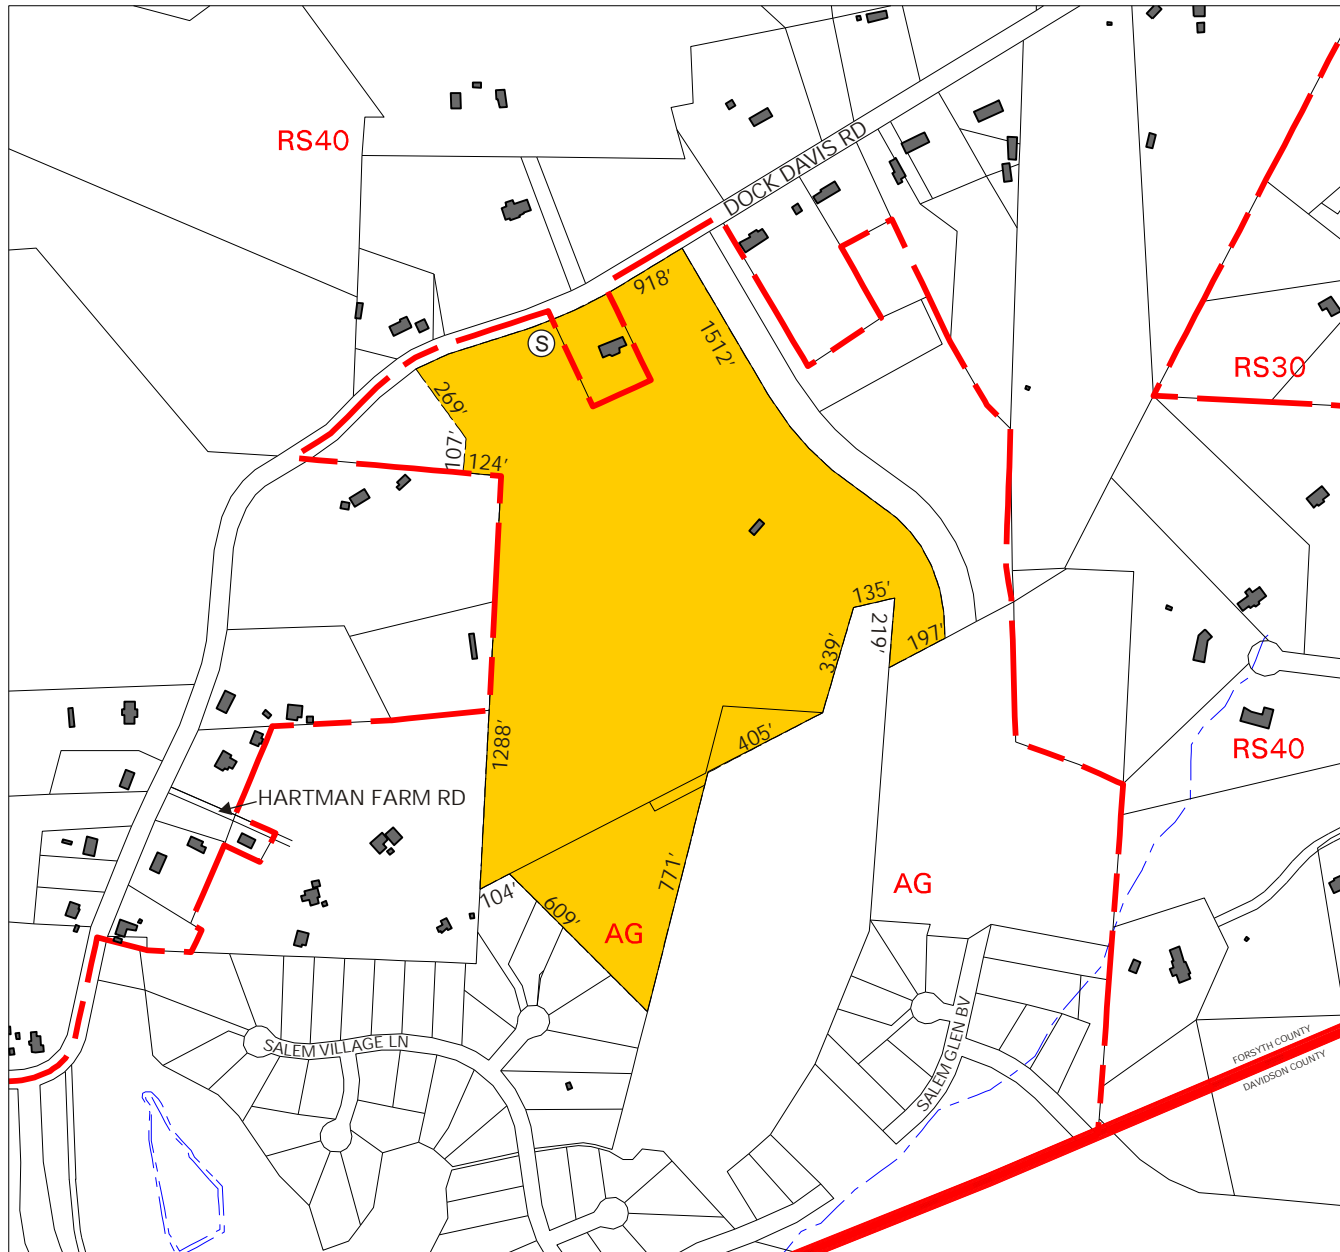 RS40
DOCK DAVIS RD
918'
S
1512'
RS30
269'
107'
124'
135'
219'
339'
197'
405'
1288'
RS40
HARTMAN FARM RD
771'
AG
104'
609'
AG
SALEM VILLAGE LN
SALEM GLEN BV
FORSYTH COUNTY
DAVIDSON COUNTY